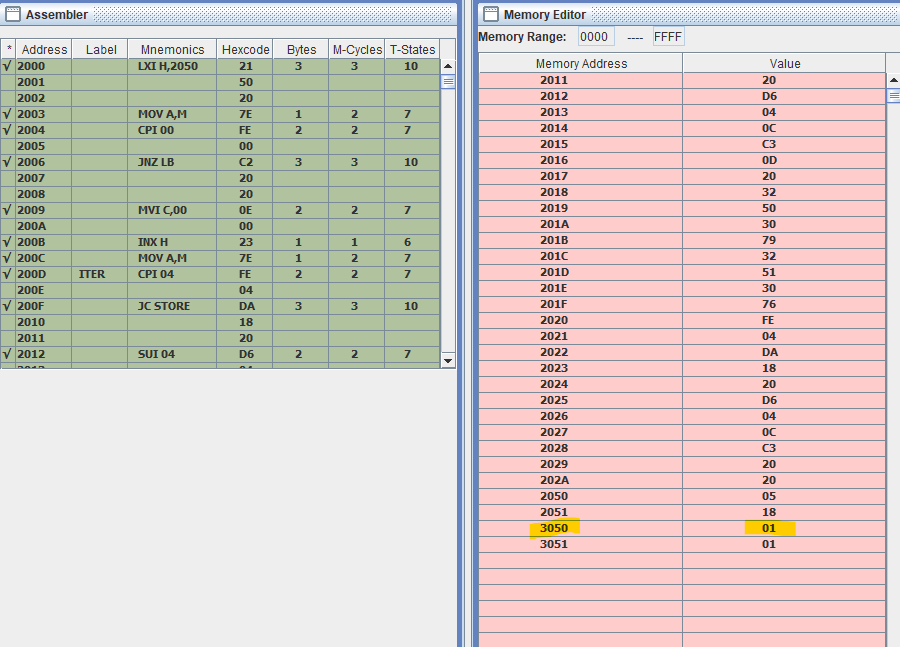 Assembler
* Address Label Mnemonics Hexcode Bytes M-Cycles T-States
√ 2000 LXI H,2050 21 3 3 10
2001 50
2002 20
√ 2003 MOV A,M 7E 1 2 7
√ 2004 CPI 00 FE 2 2 7
2005 00
√ 2006 JNZ LB C2 3 3 10
2007 20
2008 20
√ 2009 MVI C,00 0E 2 2 7
200A 00
√ 200B INX H 23 1 1 6
√ 200C MOV A,M 7E 1 2 7
√ 200D ITER CPI 04 FE 2 2 7
200E 04
√ 200F JC STORE DA 3 3 10
2010 18
2011 20
√ 2012 SUI 04 D6 2 2 7
Memory Editor
Memory Range: 0000 ---- FFFF
Memory Address Value
2011 20
2012 D6
2013 04
2014 0C
2015 C3
2016 0D
2017 20
2018 32
2019 50
201A 30
201B 79
201C 32
201D 51
201E 30
201F 76
2020 FE
2021 04
2022 DA
2023 18
2024 20
2025 D6
2026 04
2027 0C
2028 C3
2029 20
202A 20
2050 05
2051 18
3050 01
3051 01